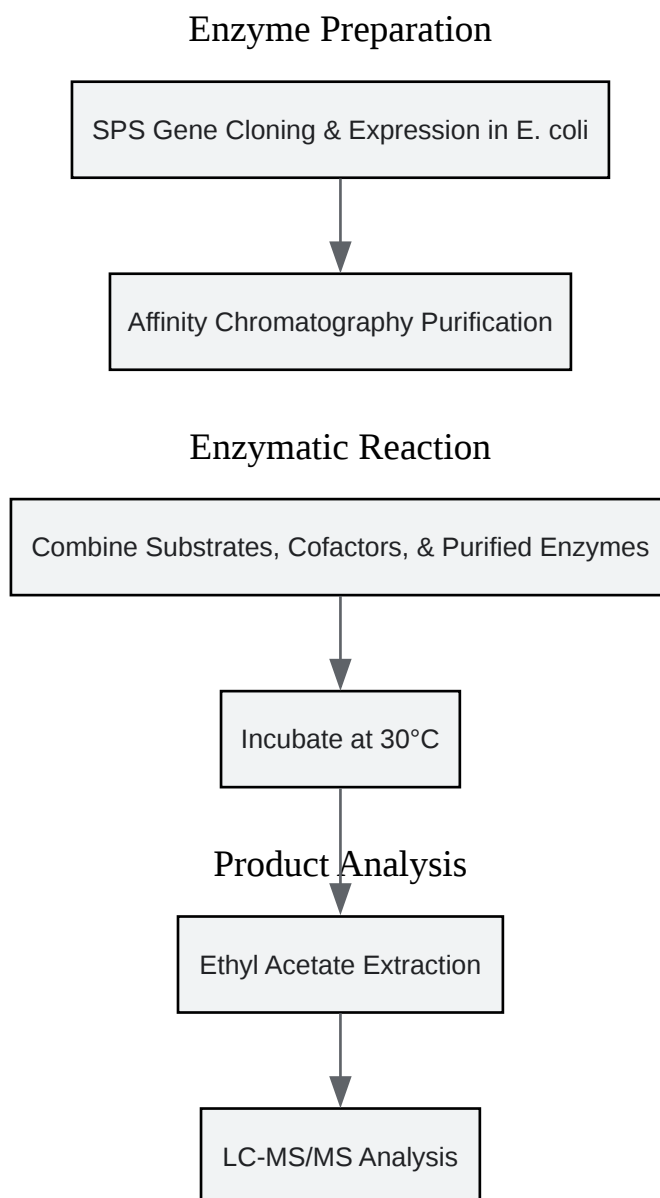 Enzyme Preparation
SPS Gene Cloning & Expression in E. coli
Affinity Chromatography Purification
Enzymatic Reaction
Combine Substrates, Cofactors, & Purified Enzymes
Incubate at 30°C
Product Analysis
Ethyl Acetate Extraction
LC-MS/MS Analysis